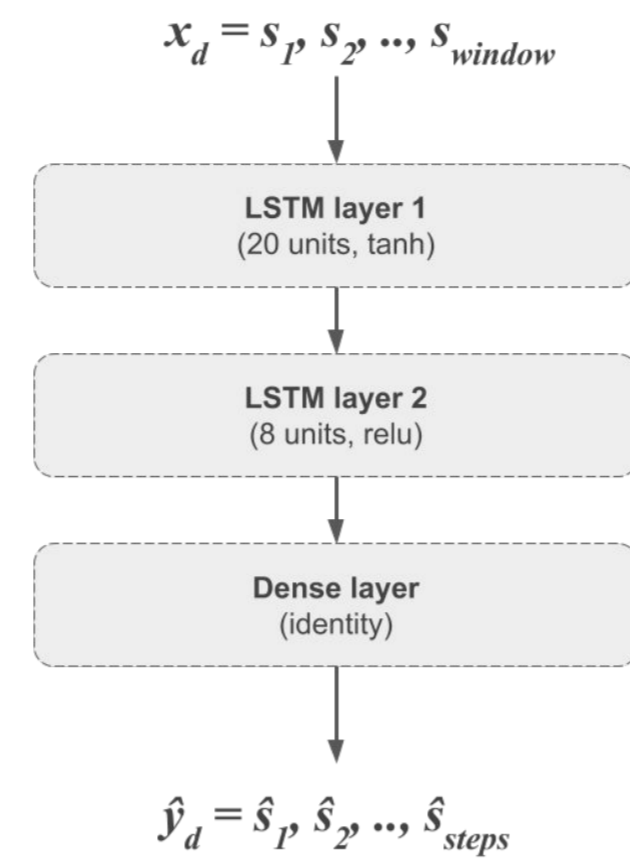 x_d = s_1, s_2, .., s_window
LSTM layer 1
(20 units, tanh)
LSTM layer 2
(8 units, relu)
Dense layer
(identity)
ŷ_d = ŝ_1, ŝ_2, .., ŝ_steps